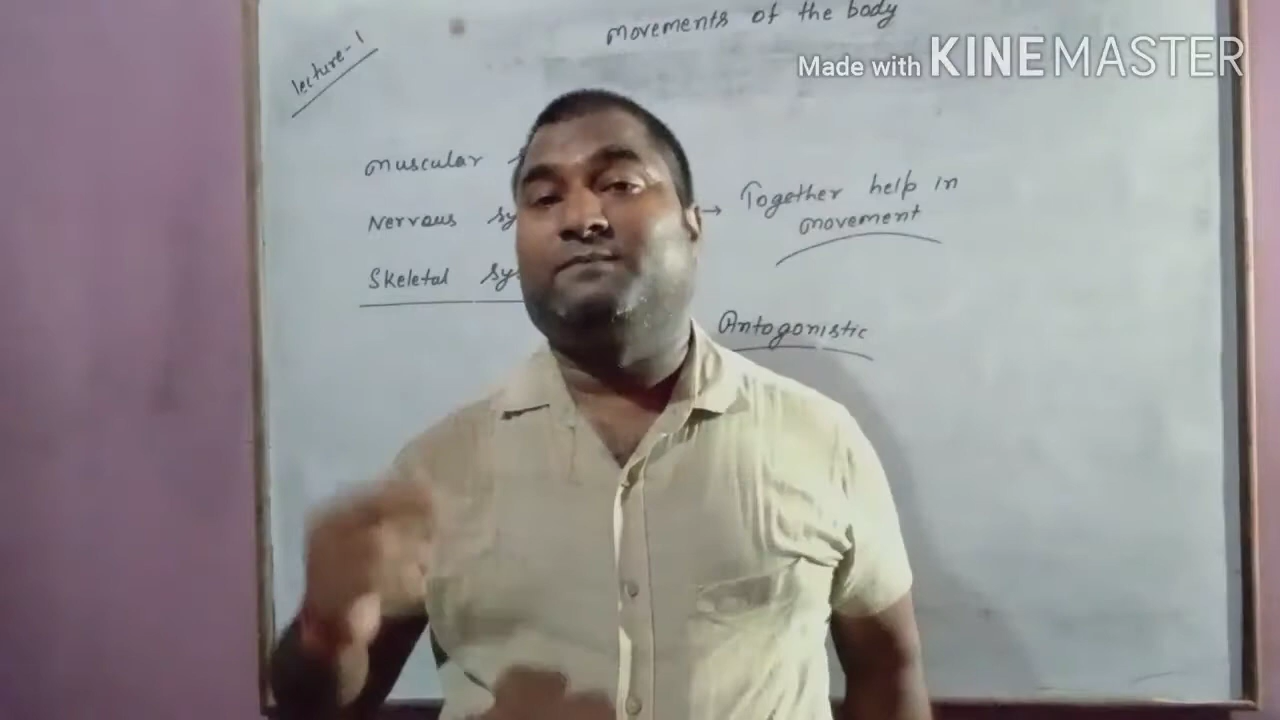 Movements of the body
Made with KINEMASTER
Lecture-1
Muscular
Nervous
Skeletal
→ Together help in
movement
Antogonistic